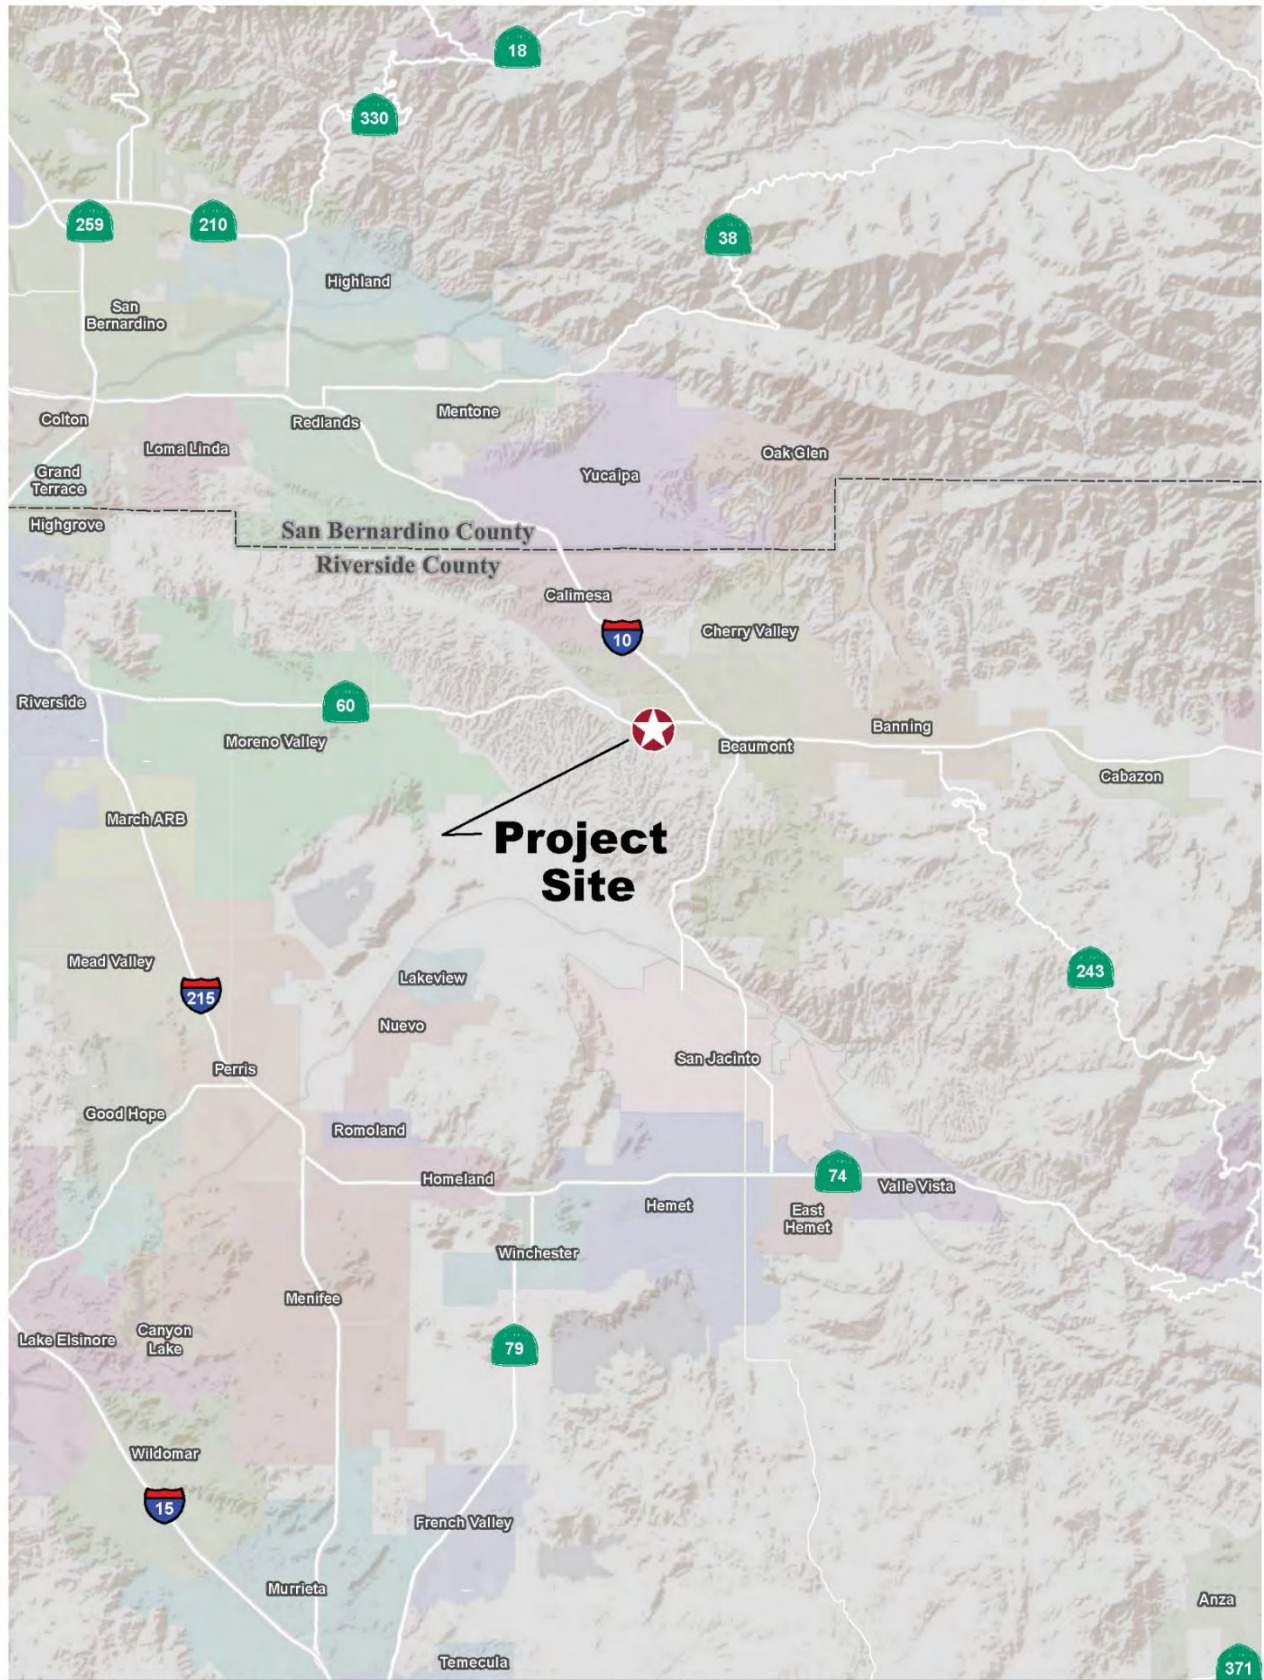 18
330
259
210
38
Highland
San
Bernardino
Colton
Redlands
Mentone
Loma Linda
Oak Glen
Grand
Terrace
Yucaipa
Highgrove
San Bernardino County
Riverside County
Calimesa
10
Cherry Valley
Riverside
60
Moreno Valley
Beaumont
Banning
Cabazon
March ARB
Project
Site
Mead Valley
215
Lakeview
243
Nuevo
San Jacinto
Perris
Good Hope
Romoland
Homeland
74
Valle Vista
Hemet
East
Hemet
Winchester
Menifee
Lake Elsinore
Canyon
Lake
79
Wildomar
15
French Valley
Murrieta
Anza
Temecula
371